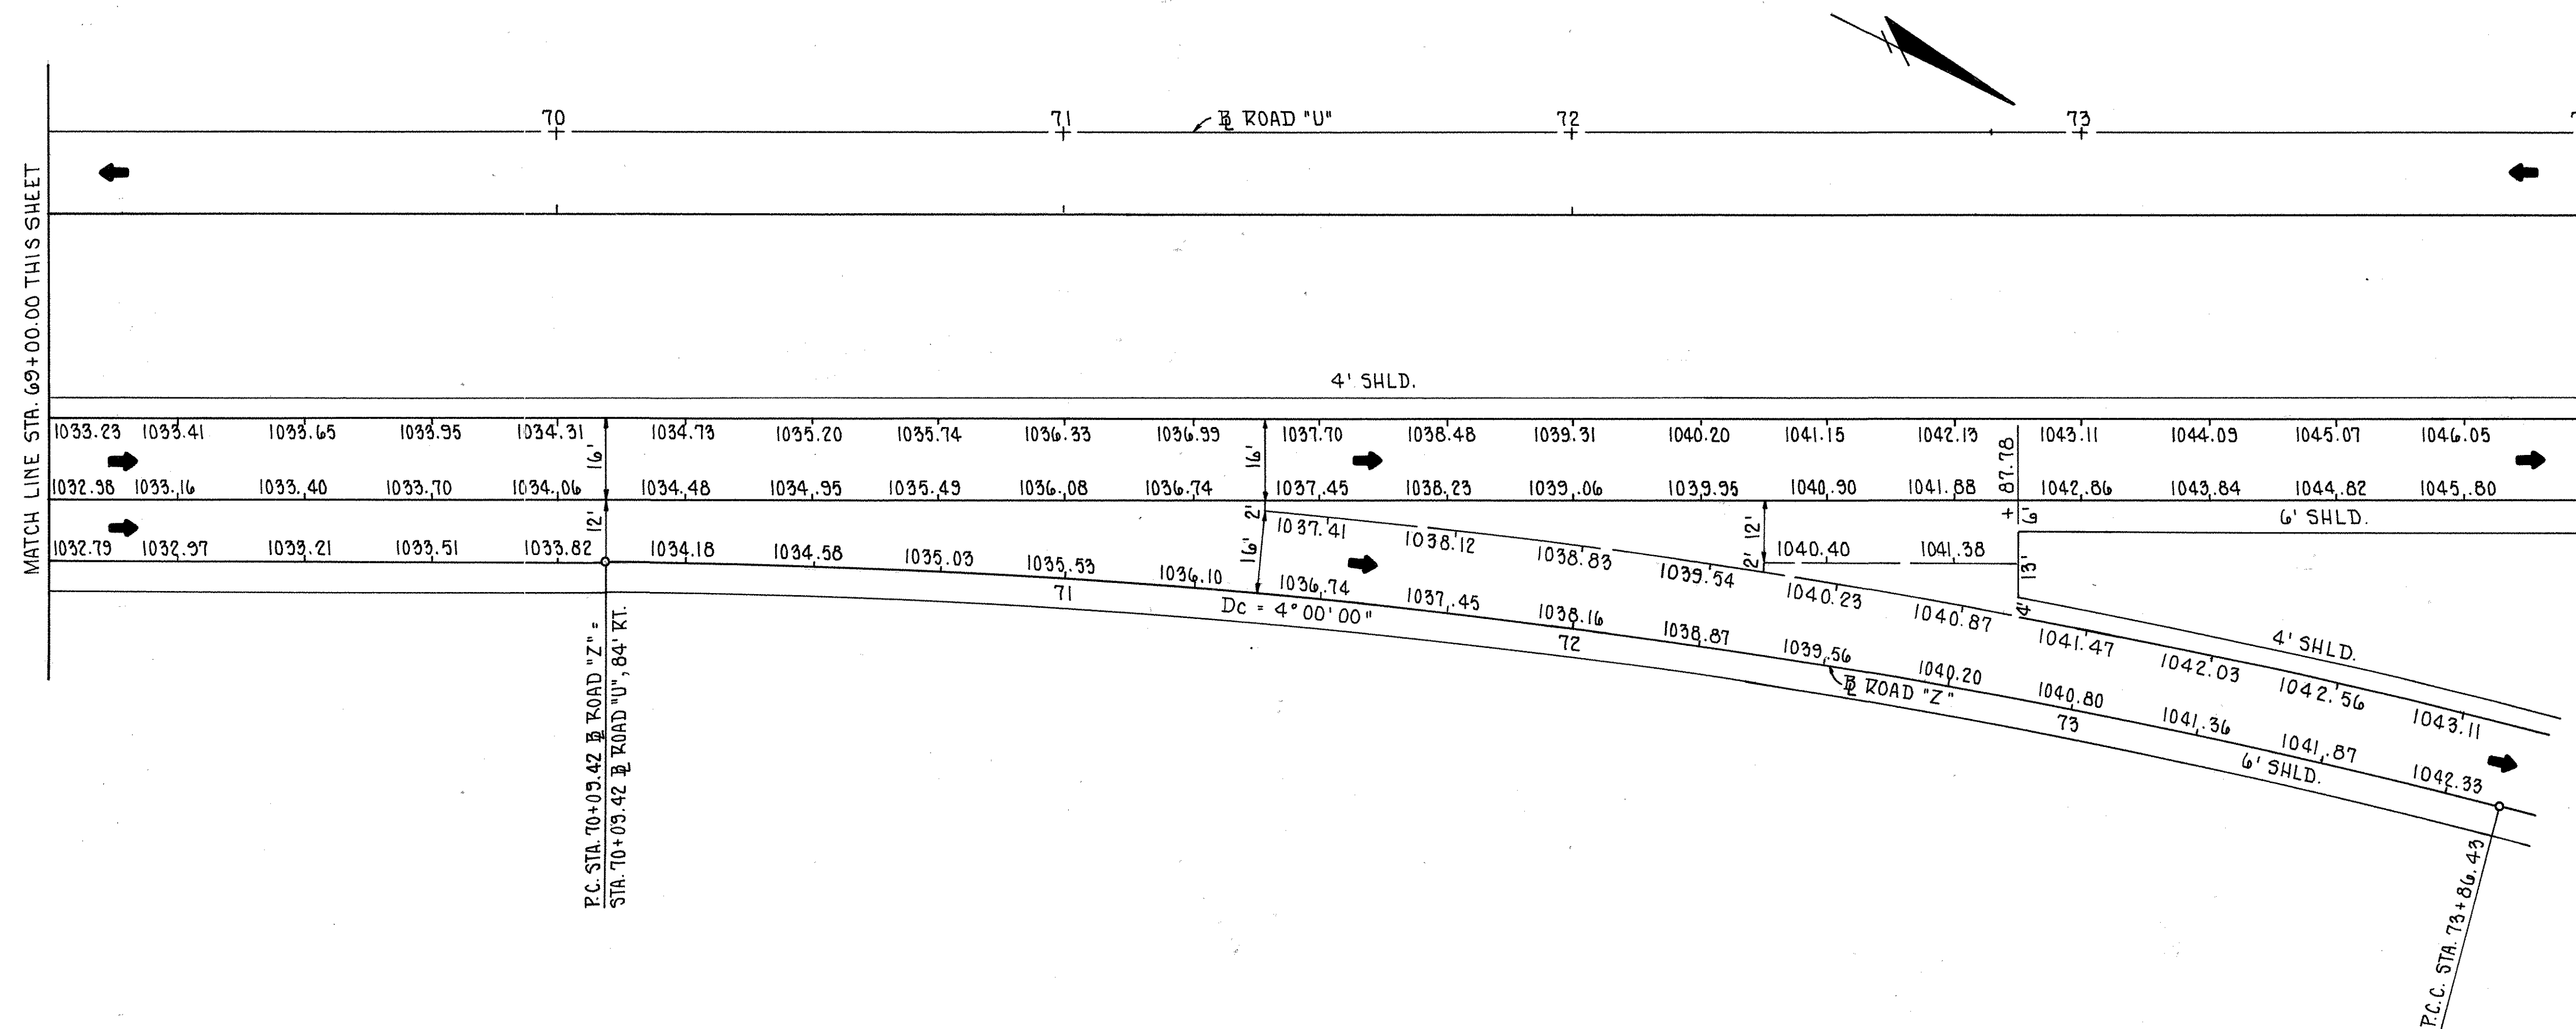 70 71 72 73
℄ ROAD "U"
MATCH LINE STA. 69+00.00 THIS SHEET
4' SHLD.
1033.23 1033.41 1033.65 1033.95 1034.31 1034.73 1035.20 1035.74 1036.33 1036.99 1037.70 1038.48 1039.31 1040.20 1041.15 1042.13 1043.11 1044.09 1045.07 1046.05
16' 16' + 87.78
1032.98 1033.16 1033.40 1033.70 1034.06 1034.48 1034.95 1035.49 1036.08 1036.74 1037.45 1038.23 1039.06 1039.95 1040.90 1041.88 1042.86 1043.84 1044.82 1045.80
12' 2' 12' 6'
6' SHLD.
1037.41 1038.12 1038.83 1039.54 1040.23 1040.87 1041.47 1042.03 1042.56 1043.11
2' 1040.40 1041.38 13'
16' 4'
4' SHLD.
1032.79 1032.97 1033.21 1033.51 1033.82 1034.18 1034.58 1035.03 1035.53 1036.10 1036.74 1037.45 1038.16 1038.87 1039.56 1040.20 1040.80 1041.36 1041.87 1042.33
71 72 73
Dc = 4°00'00"
℄ ROAD "Z"
6' SHLD.
P.C. STA. 70+09.42 ℄ ROAD "Z" =
STA. 70+09.42 ℄ ROAD "U", 84' RT.
P.C.C. STA. 73+86.43